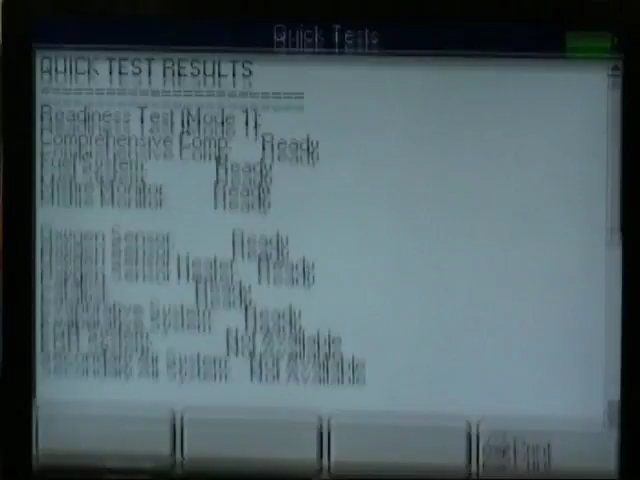 Quick Tests
QUICK TEST RESULTS
=========================
Readiness Test (Mode 1):
Comprehensive Comp. Ready
Fuel System Ready
Misfire Monitor Ready
Oxygen Sensor Ready
Oxygen Sensor Heater Ready
Catalyst Ready
Evaporative System Ready
EGR System Not Available
Secondary Air System Not Available
Print